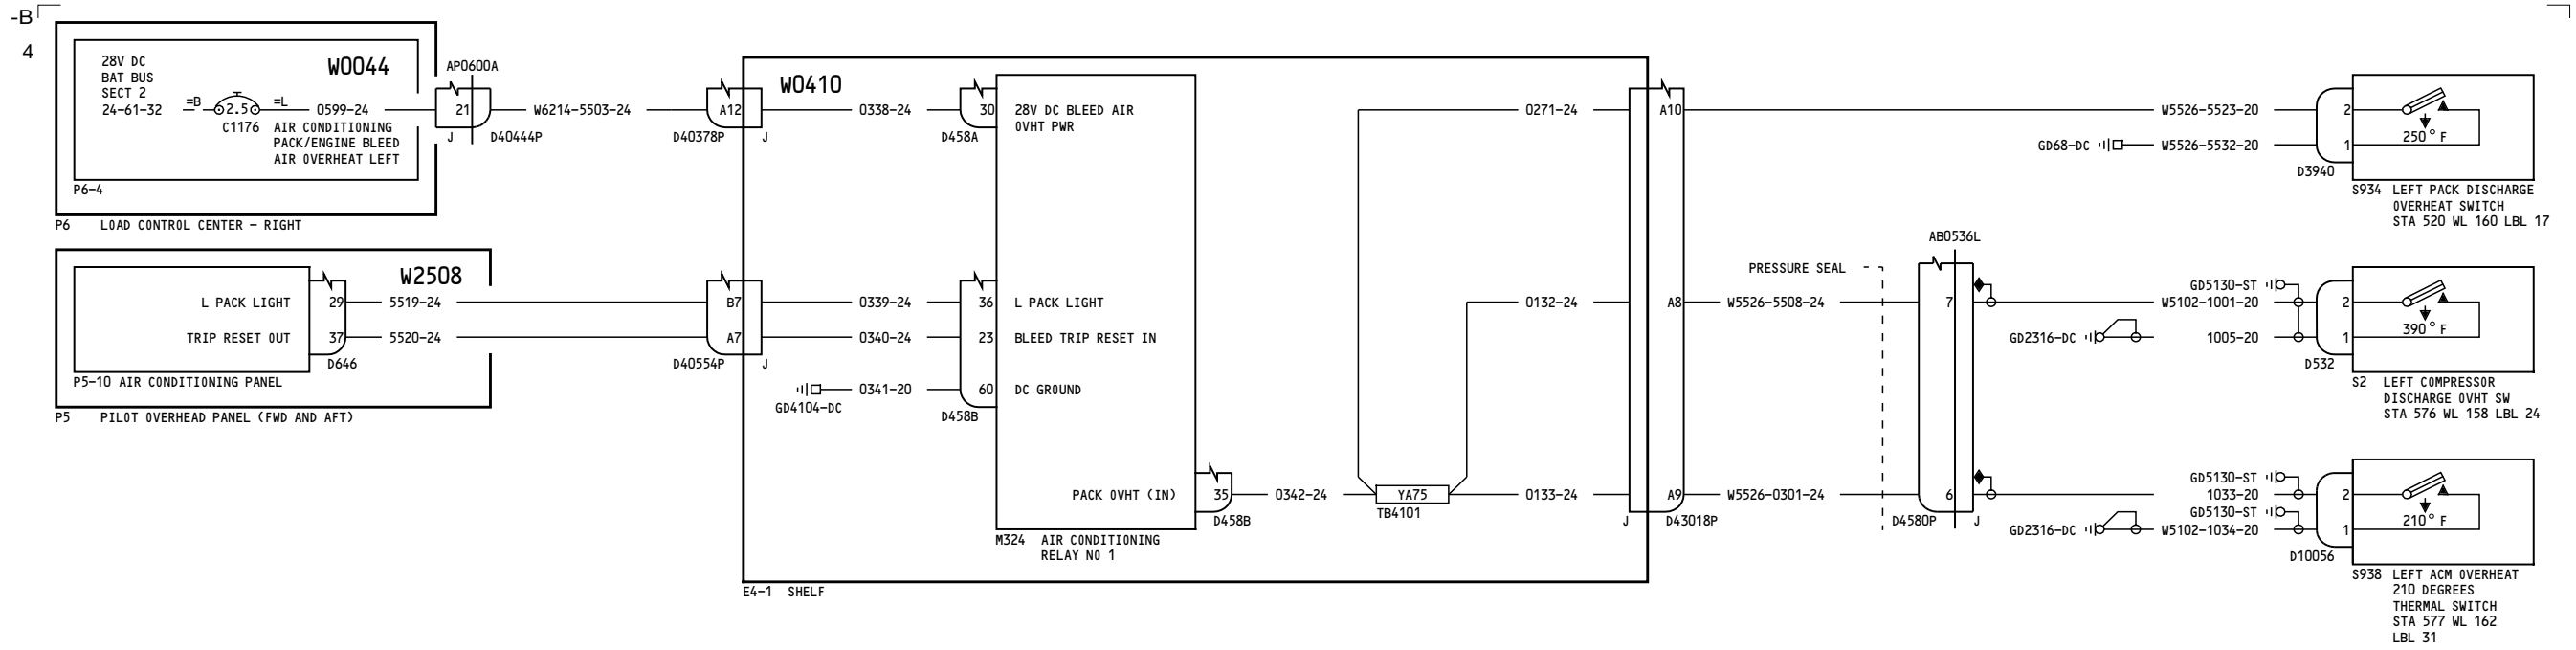 -B
4
28V DC
BAT BUS
SECT 2
24-61-32
=B
2.5
=L
0599-24
C1176
AIR CONDITIONING
PACK/ENGINE BLEED
AIR OVERHEAT LEFT
W0044
P6-4
P6 LOAD CONTROL CENTER - RIGHT
AP0600A
21
J
D40444P
W6214-5503-24
A12
D40378P
J
W2508
L PACK LIGHT
29
5519-24
TRIP RESET OUT
37
5520-24
D646
P5-10 AIR CONDITIONING PANEL
P5 PILOT OVERHEAD PANEL (FWD AND AFT)
B7
A7
D40554P
J
W0410
0338-24
30
D458A
28V DC BLEED AIR
OVHT PWR
0339-24
36
L PACK LIGHT
0340-24
23
BLEED TRIP RESET IN
GD4104-DC
0341-20
60
DC GROUND
D458B
PACK OVHT (IN)
35
D458B
M324 AIR CONDITIONING
RELAY NO 1
0342-24
YA75
TB4101
0271-24
0132-24
0133-24
E4-1 SHELF
A10
A8
A9
J
D43018P
W5526-5508-24
W5526-0301-24
PRESSURE SEAL
AB0536L
7
6
D4580P
J
W5526-5523-20
2
GD68-DC
W5526-5532-20
1
D3940
250° F
S934 LEFT PACK DISCHARGE
OVERHEAT SWITCH
STA 520 WL 160 LBL 17
GD5130-ST
W5102-1001-20
2
GD2316-DC
1005-20
1
D532
390° F
S2 LEFT COMPRESSOR
DISCHARGE OVHT SW
STA 576 WL 158 LBL 24
GD5130-ST
1033-20
2
GD5130-ST
GD2316-DC
W5102-1034-20
1
D10056
210° F
S938 LEFT ACM OVERHEAT
210 DEGREES
THERMAL SWITCH
STA 577 WL 162
LBL 31